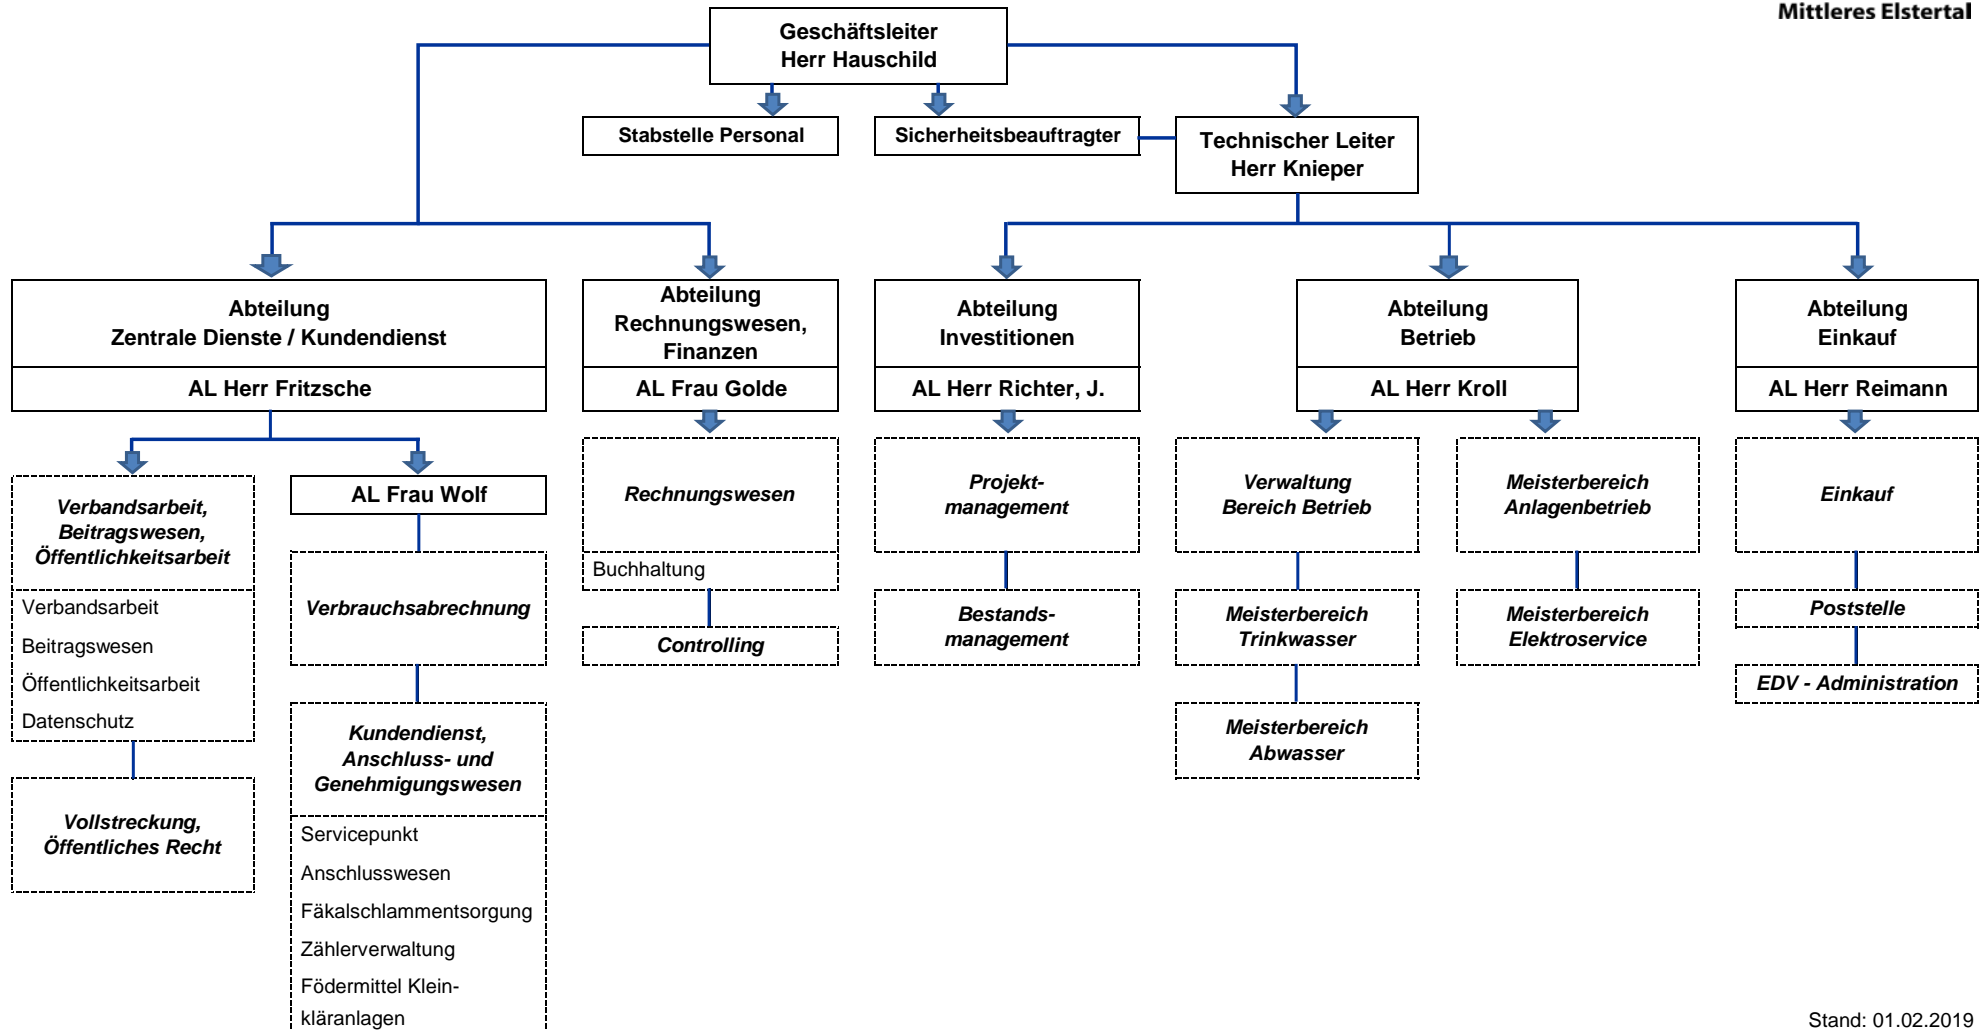 Mittleres Elstertal
Geschäftsleiter
Herr Hauschild
Stabstelle Personal
Sicherheitsbeauftragter
Technischer Leiter
Herr Knieper
Abteilung
Zentrale Dienste / Kundendienst
AL Herr Fritzsche
Abteilung
Rechnungswesen,
Finanzen
AL Frau Golde
Abteilung
Investitionen
AL Herr Richter, J.
Abteilung
Betrieb
AL Herr Kroll
Abteilung
Einkauf
AL Herr Reimann
Verbandsarbeit,
Beitragswesen,
Öffentlichkeitsarbeit
Verbandsarbeit
Beitragswesen
Öffentlichkeitsarbeit
Datenschutz
Vollstreckung,
Öffentliches Recht
AL Frau Wolf
Verbrauchsabrechnung
Kundendienst,
Anschluss- und
Genehmigungswesen
Servicepunkt
Anschlusswesen
Fäkalschlammentsorgung
Zählerverwaltung
Födermittel Klein-
kläranlagen
Rechnungswesen
Buchhaltung
Controlling
Projekt-
management
Bestands-
management
Verwaltung
Bereich Betrieb
Meisterbereich
Trinkwasser
Meisterbereich
Abwasser
Meisterbereich
Anlagenbetrieb
Meisterbereich
Elektroservice
Einkauf
Poststelle
EDV - Administration
Stand: 01.02.2019